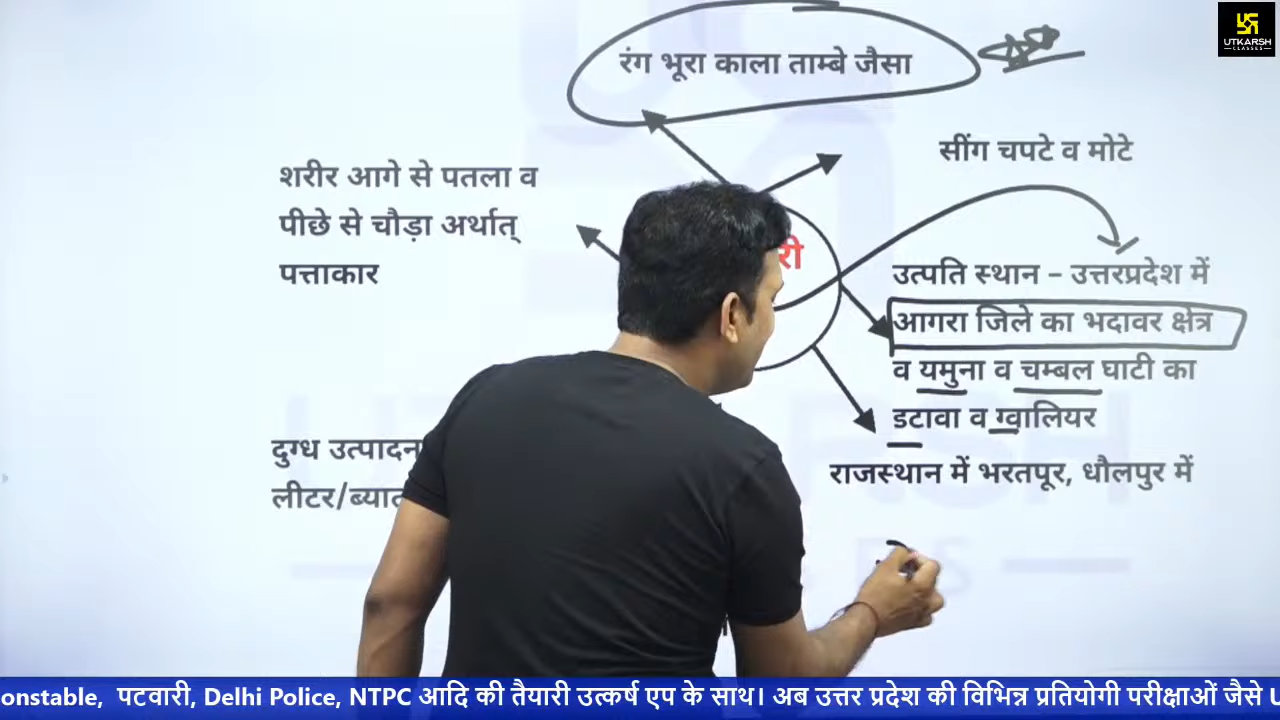 UTKARSH
CLASSES
रंग भूरा काला ताम्बे जैसा
सींग चपटे व मोटे
शरीर आगे से पतला व
पीछे से चौड़ा अर्थात्
पत्ताकार
री
उत्पति स्थान – उत्तरप्रदेश में
आगरा जिले का भदावर क्षेत्र
व यमुना व चम्बल घाटी का
डटावा व ग्वालियर
राजस्थान में भरतपूर, धौलपुर में
दुग्ध उत्पादन
लीटर/ब्यात
onstable, पटवारी, Delhi Police, NTPC आदि की तैयारी उत्कर्ष एप के साथ। अब उत्तर प्रदेश की विभिन्न प्रतियोगी परीक्षाओं जैसे U